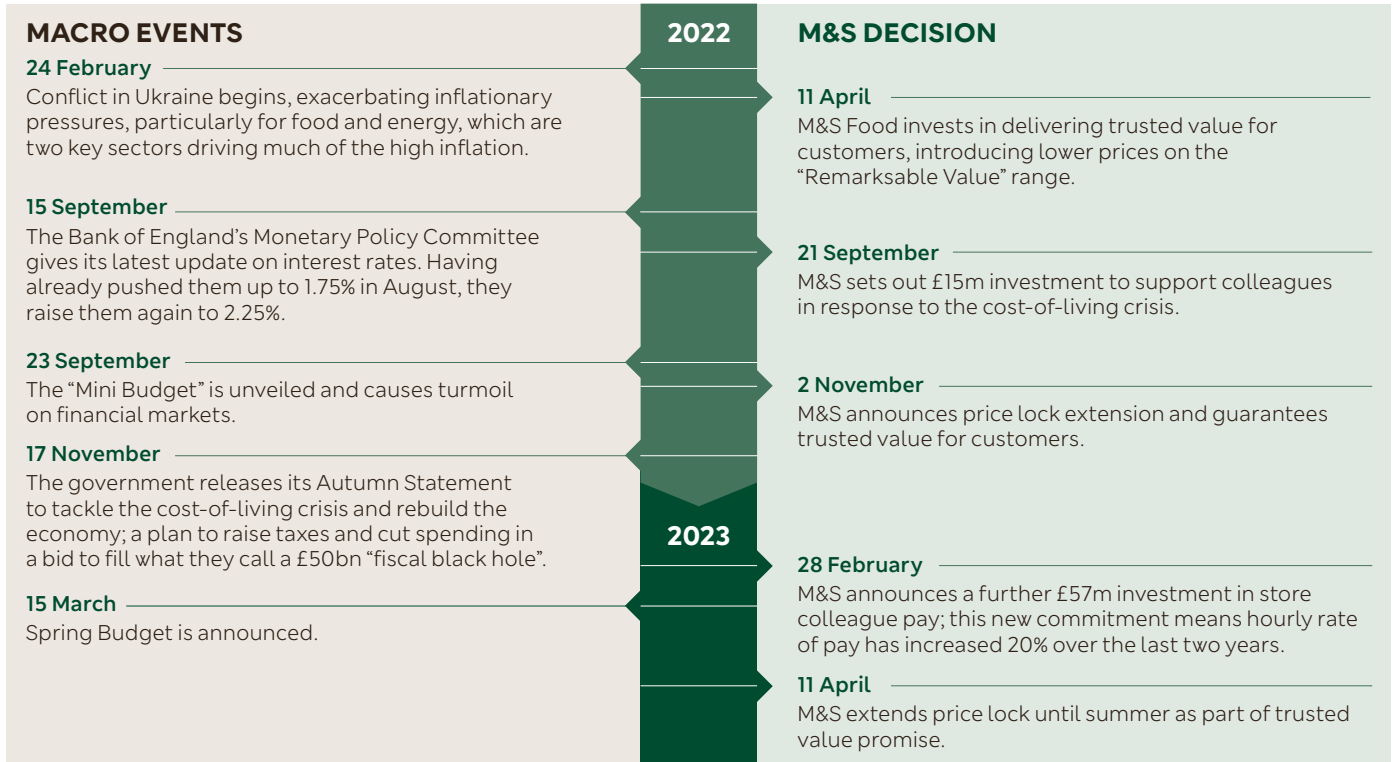 MACRO EVENTS
24 February
Conflict in Ukraine begins, exacerbating inflationary
pressures, particularly for food and energy, which are
two key sectors driving much of the high inflation.
15 September
The Bank of England’s Monetary Policy Committee
gives its latest update on interest rates. Having
already pushed them up to 1.75% in August, they
raise them again to 2.25%.
23 September
The “Mini Budget” is unveiled and causes turmoil
on financial markets.
17 November
The government releases its Autumn Statement
to tackle the cost-of-living crisis and rebuild the
economy; a plan to raise taxes and cut spending in
a bid to fill what they call a £50bn “fiscal black hole”.
15 March
Spring Budget is announced.
2022
2023
M&S DECISION
11 April
M&S Food invests in delivering trusted value for
customers, introducing lower prices on the
“Remarksable Value” range.
21 September
M&S sets out £15m investment to support colleagues
in response to the cost-of-living crisis.
2 November
M&S announces price lock extension and guarantees
trusted value for customers.
28 February
M&S announces a further £57m investment in store
colleague pay; this new commitment means hourly rate
of pay has increased 20% over the last two years.
11 April
M&S extends price lock until summer as part of trusted
value promise.